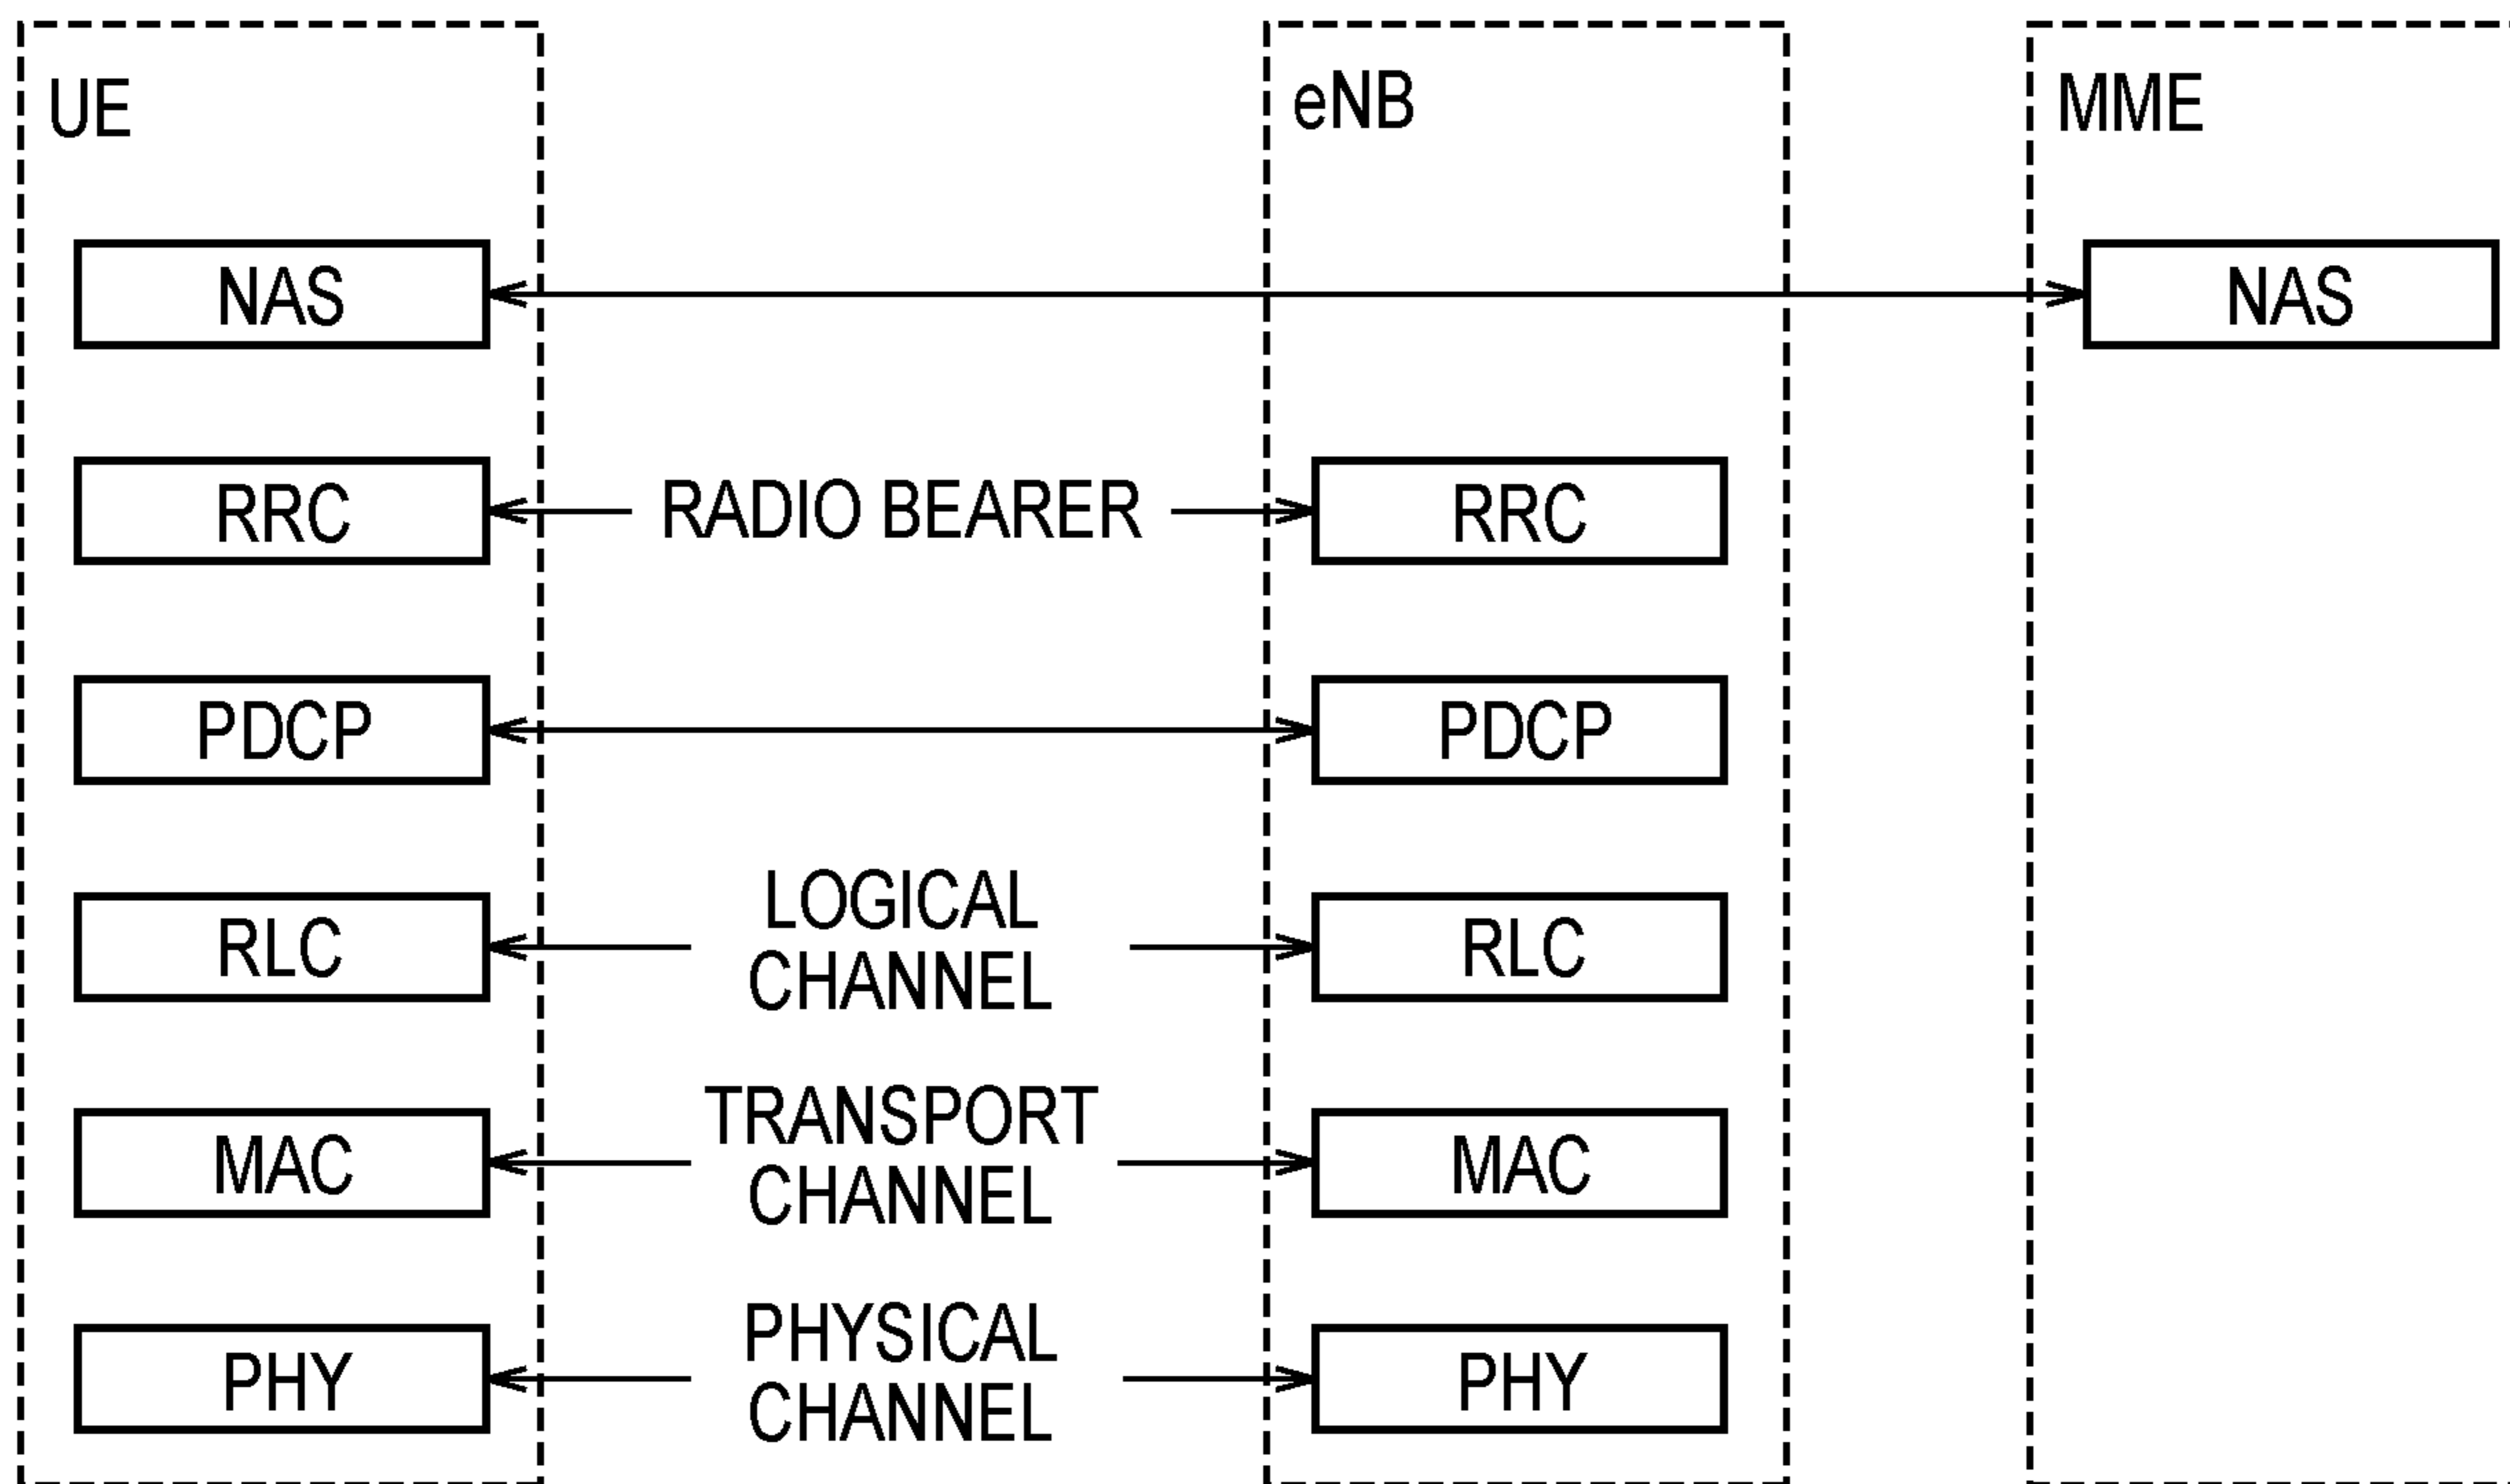 UE
eNB
MME
NAS
NAS
RRC
RADIO BEARER
RRC
PDCP
PDCP
RLC
LOGICAL
CHANNEL
RLC
MAC
TRANSPORT
CHANNEL
MAC
PHY
PHYSICAL
CHANNEL
PHY